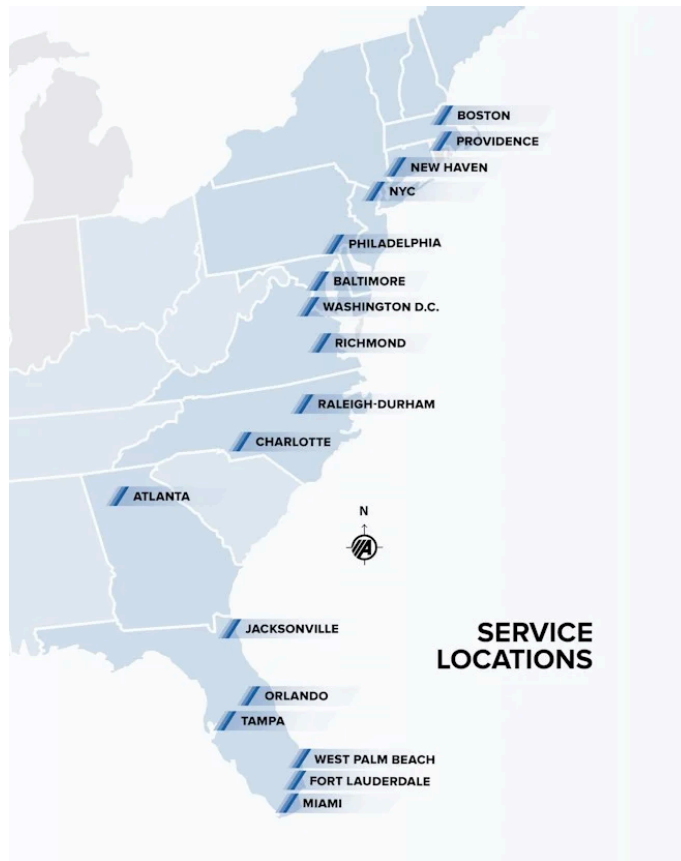 BOSTON
PROVIDENCE
NEW HAVEN
NYC
PHILADELPHIA
BALTIMORE
WASHINGTON D.C.
RICHMOND
RALEIGH-DURHAM
CHARLOTTE
ATLANTA
N
A
JACKSONVILLE
SERVICE
LOCATIONS
ORLANDO
TAMPA
WEST PALM BEACH
FORT LAUDERDALE
MIAMI